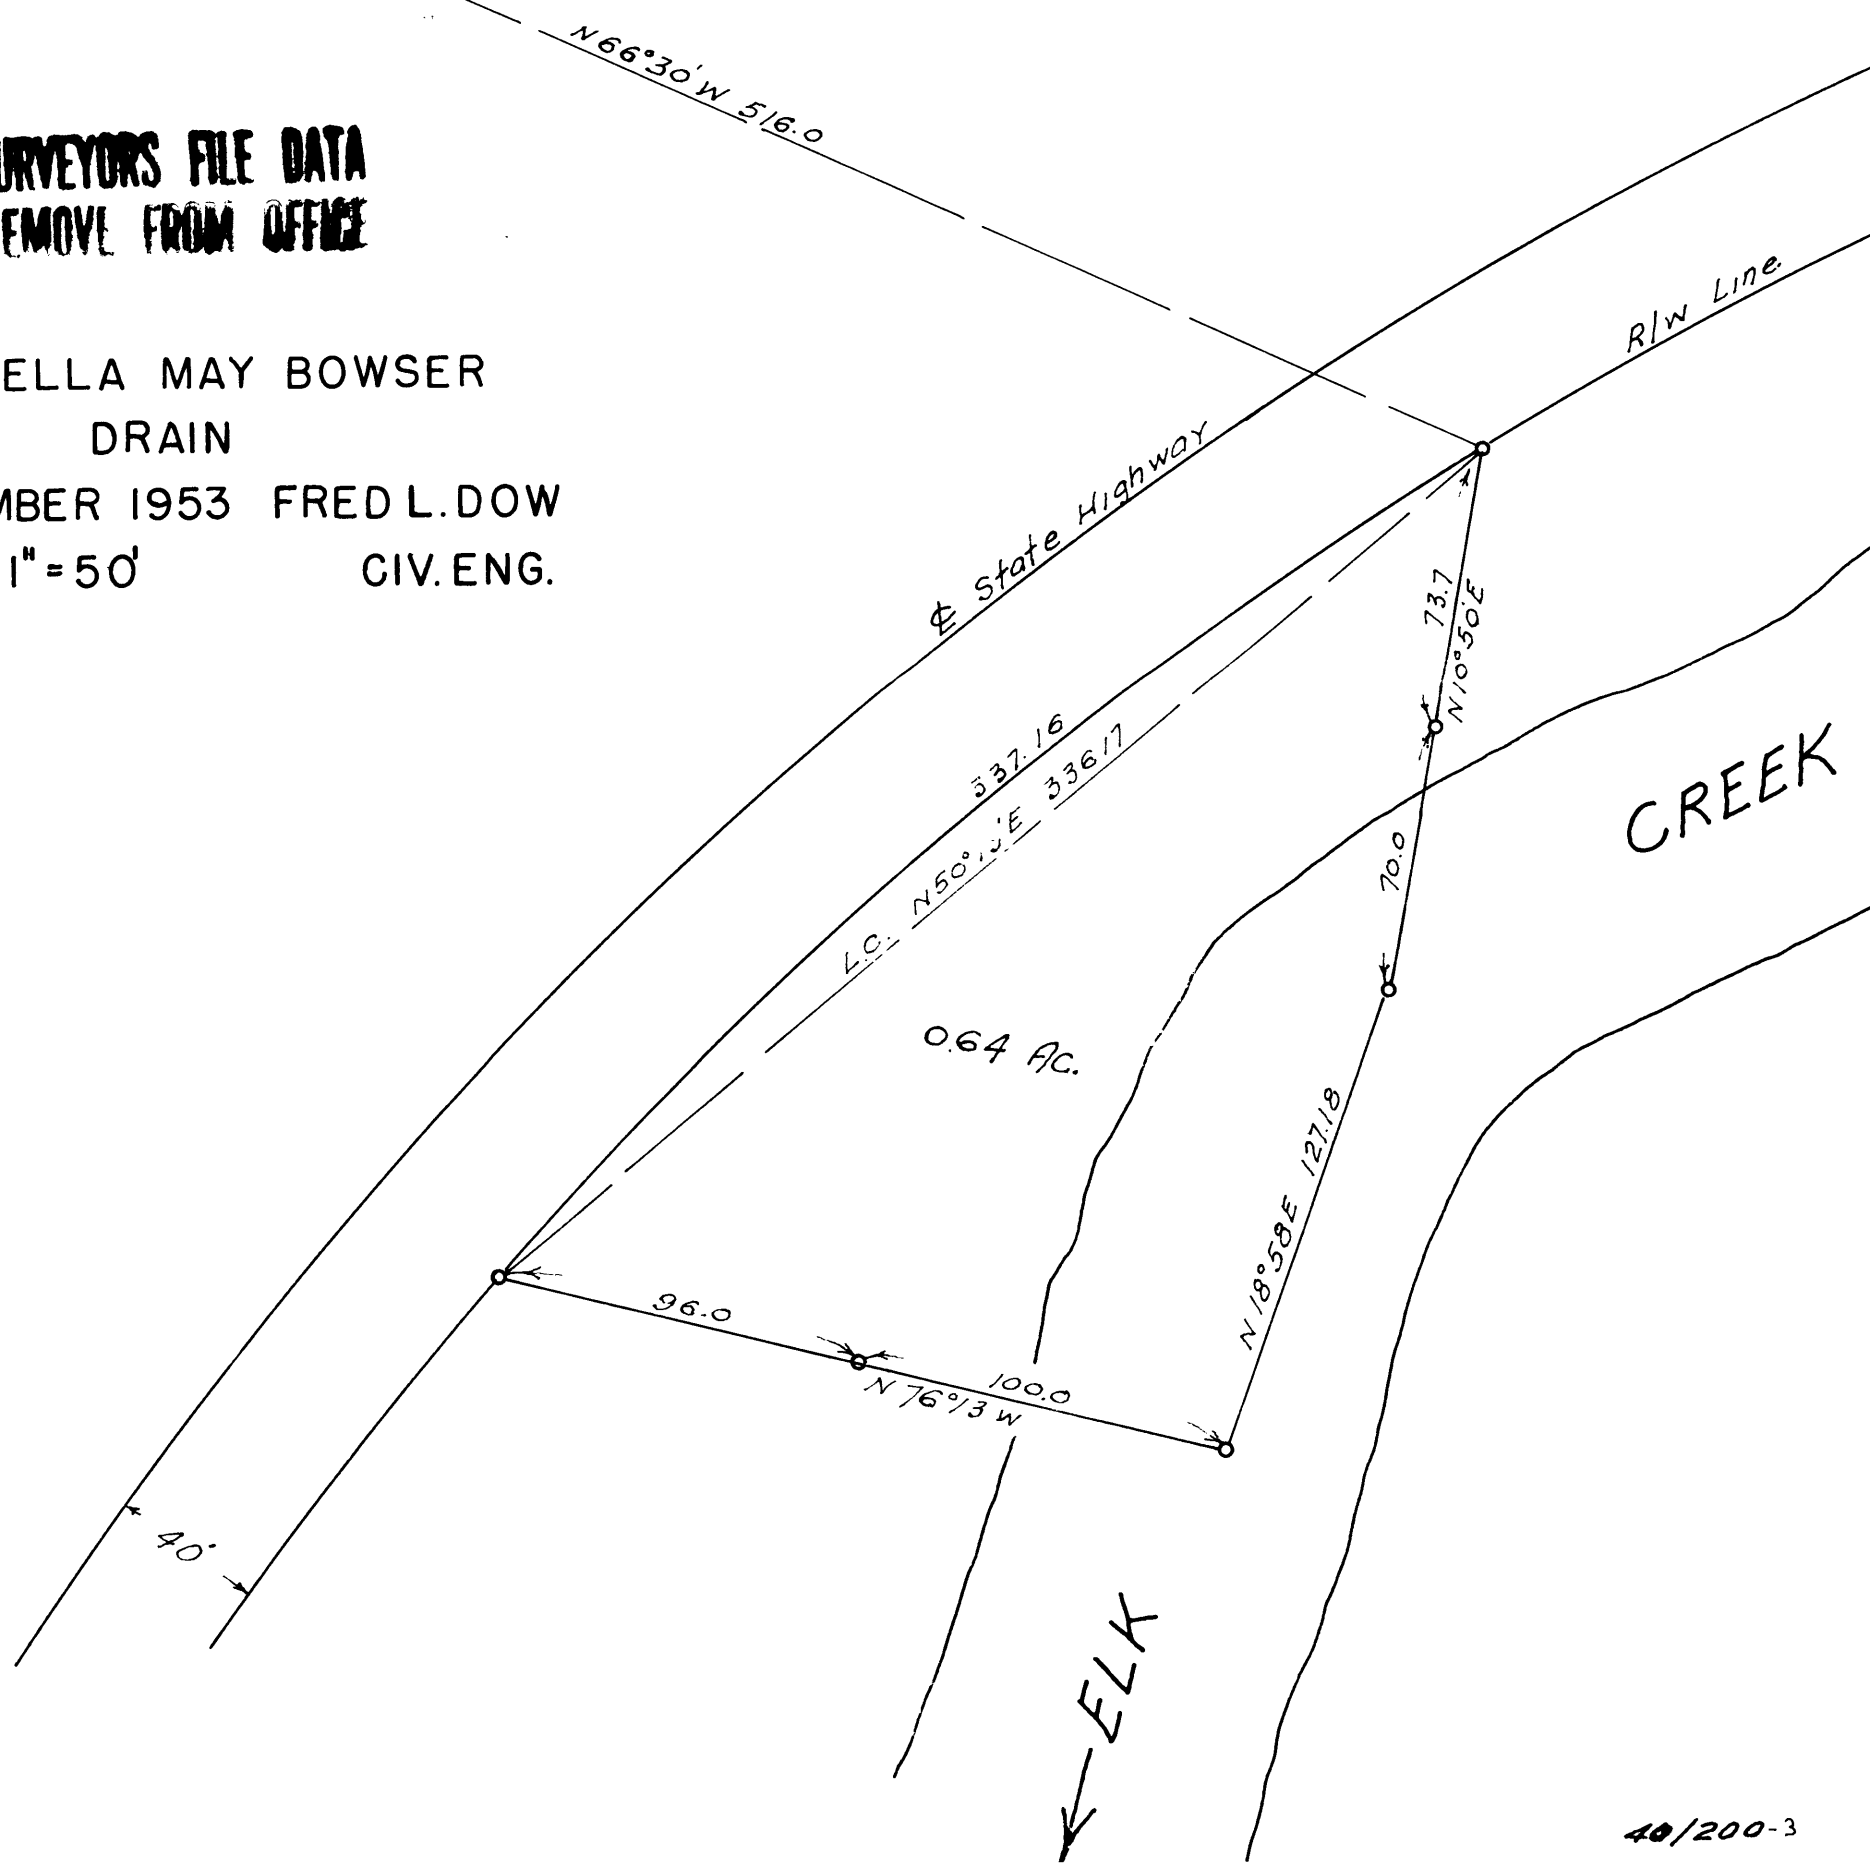 N66°30'W 516.0
URVEYORS FILE DATA
EMOVE FROM OFFICE
ELLA MAY BOWSER
DRAIN
MBER 1953 FRED L. DOW
1"=50' CIV. ENG.
R/W Line
℄ State Highway
73.7
N10°50'E
337.16
L.C. N50° E 336.17
CREEK
70.0
0.64 Ac.
N18°58E 127.18
96.0
100.0
N76°13W
40'
ELK
40/200-3